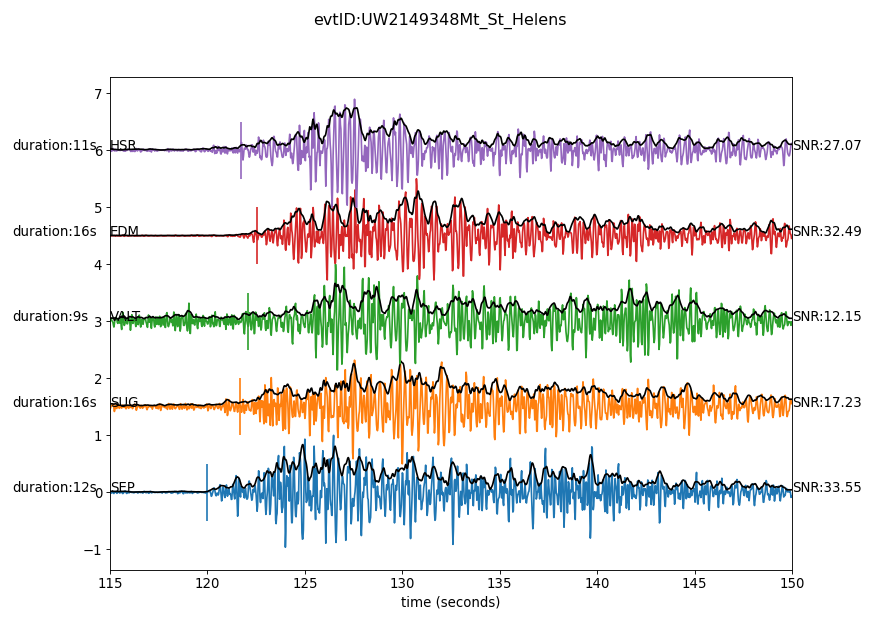 evtID:UW2149348Mt_St_Helens
7
duration:11s HSR SNR:27.07
6
5
duration:16s EDM SNR:32.49
4
duration:9s VALT SNR:12.15
3
2
duration:16s SUG SNR:17.23
1
duration:12s SEP SNR:33.55
0
−1
115 120 125 130 135 140 145 150
time (seconds)